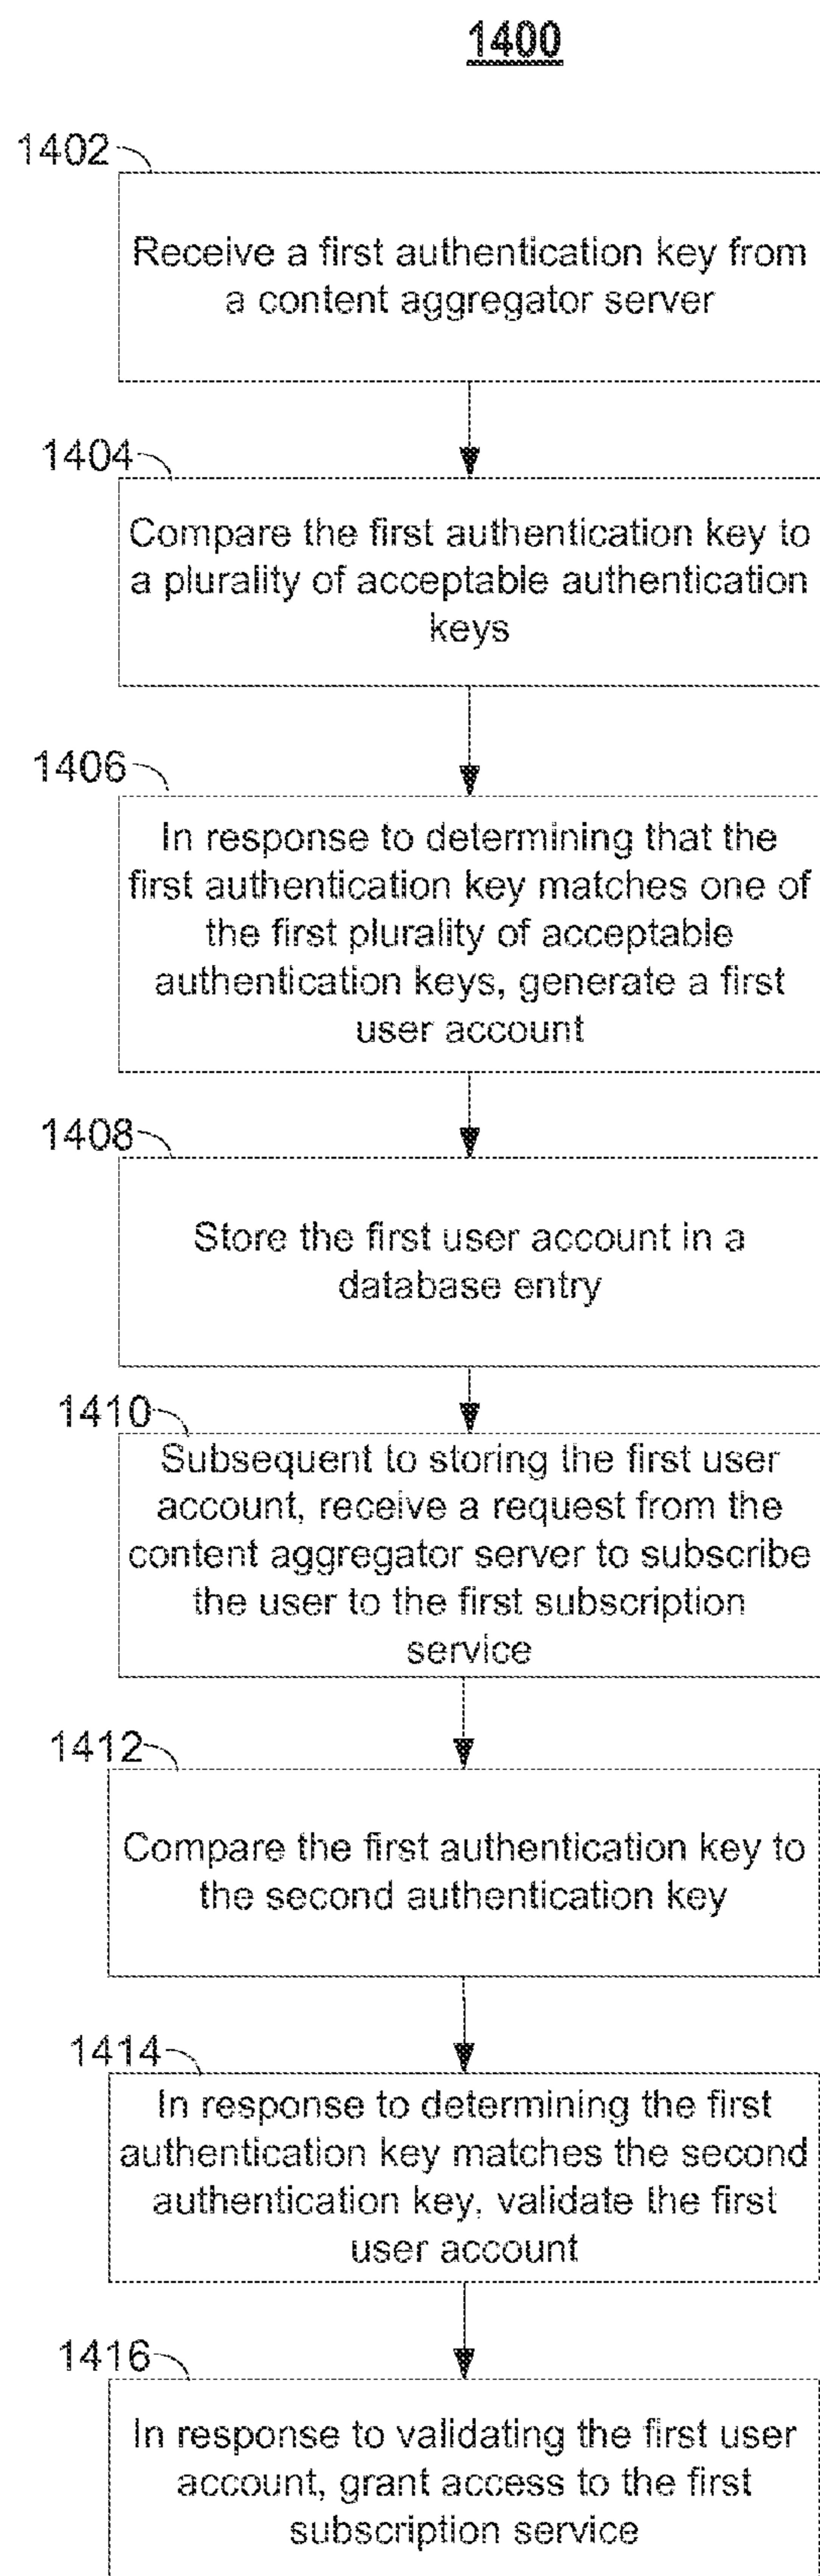 1400
1402
Receive a first authentication key from
a content aggregator server
1404
Compare the first authentication key to
a plurality of acceptable authentication
keys
1406
In response to determining that the
first authentication key matches one of
the first plurality of acceptable
authentication keys, generate a first
user account
1408
Store the first user account in a
database entry
1410
Subsequent to storing the first user
account, receive a request from the
content aggregator server to subscribe
the user to the first subscription
service
1412
Compare the first authentication key to
the second authentication key
1414
In response to determining the first
authentication key matches the second
authentication key, validate the first
user account
1416
In response to validating the first user
account, grant access to the first
subscription service